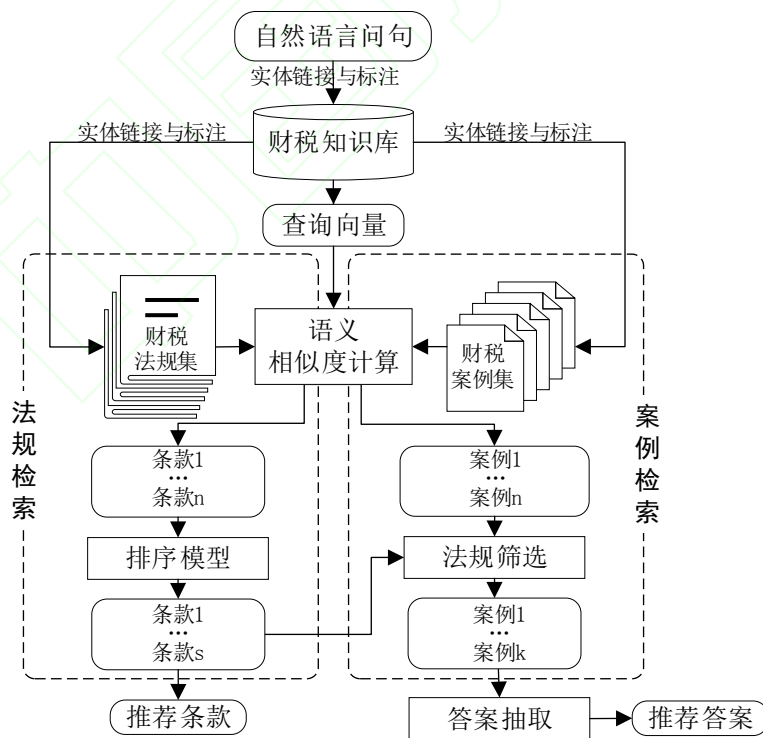 自然语言问句
实体链接与标注
实体链接与标注
财税知识库
实体链接与标注
查询向量
财税
法规集
语义
相似度计算
财税
案例集
法规检索
案例检索
条款1
...
条款n
案例1
...
案例n
排序模型
法规筛选
条款1
...
条款s
案例1
...
案例k
推荐条款
答案抽取
推荐答案